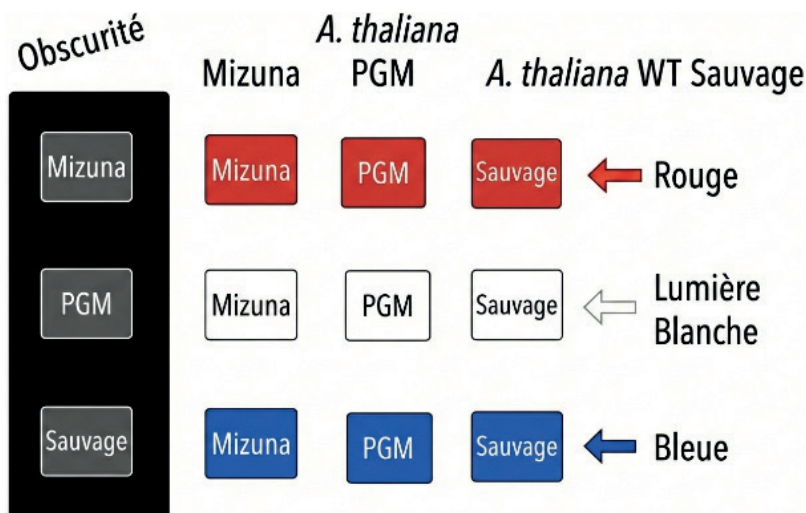 Obscurité
A. thaliana
Mizuna PGM A. thaliana WT Sauvage
Mizuna Mizuna PGM Sauvage Rouge
PGM Mizuna PGM Sauvage Lumière
Blanche
Sauvage Mizuna PGM Sauvage Bleue